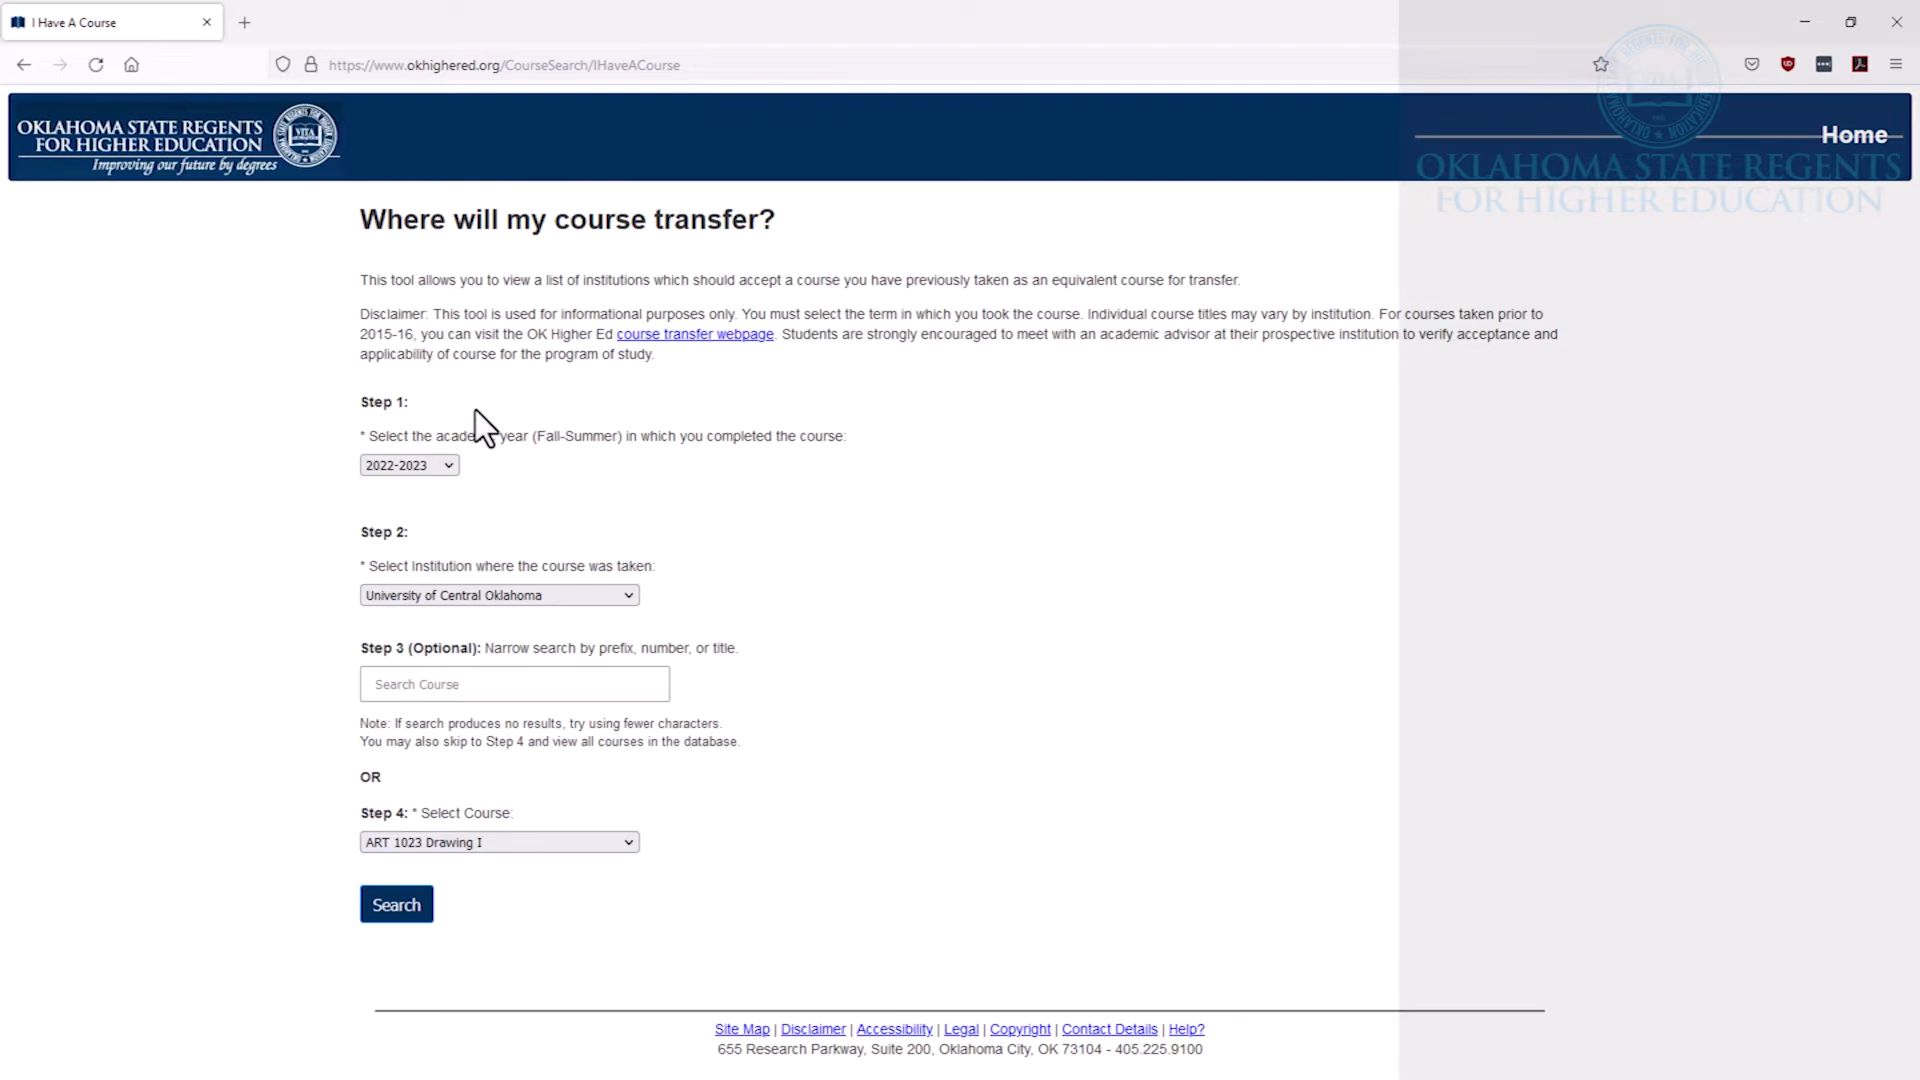 I Have A Course
https://www.okhighered.org/CourseSearch/IHaveACourse
OKLAHOMA STATE REGENTS
FOR HIGHER EDUCATION
Improving our future by degrees
VITA
Home
OKLAHOMA STATE REGENTS
FOR HIGHER EDUCATION
Where will my course transfer?
This tool allows you to view a list of institutions which should accept a course you have previously taken as an equivalent course for transfer.
Disclaimer: This tool is used for informational purposes only. You must select the term in which you took the course. Individual course titles may vary by institution. For courses taken prior to
2015-16, you can visit the OK Higher Ed course transfer webpage. Students are strongly encouraged to meet with an academic advisor at their prospective institution to verify acceptance and
applicability of course for the program of study.
Step 1:
* Select the academic year (Fall-Summer) in which you completed the course:
2022-2023
Step 2:
* Select Institution where the course was taken:
University of Central Oklahoma
Step 3 (Optional): Narrow search by prefix, number, or title.
Search Course
Note: If search produces no results, try using fewer characters.
You may also skip to Step 4 and view all courses in the database.
OR
Step 4: * Select Course:
ART 1023 Drawing I
Search
Site Map | Disclaimer | Accessibility | Legal | Copyright | Contact Details | Help?
655 Research Parkway, Suite 200, Oklahoma City, OK 73104 - 405.225.9100